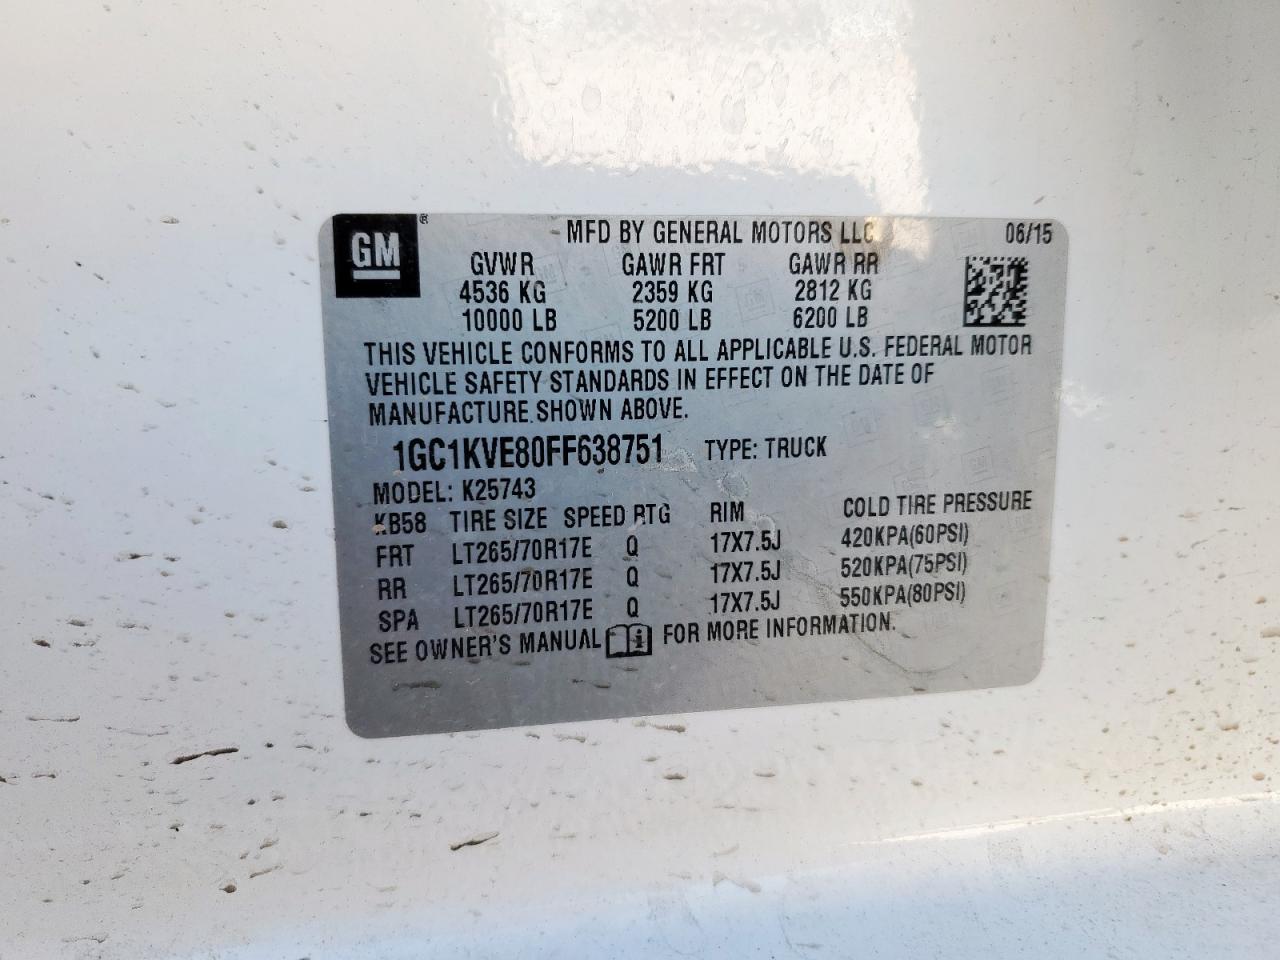 GM ® MFD BY GENERAL MOTORS LLC 06/15
GVWR GAWR FRT GAWR RR
4536 KG 2359 KG 2812 KG
10000 LB 5200 LB 6200 LB
THIS VEHICLE CONFORMS TO ALL APPLICABLE U.S. FEDERAL MOTOR
VEHICLE SAFETY STANDARDS IN EFFECT ON THE DATE OF
MANUFACTURE SHOWN ABOVE.
1GC1KVE80FF638751 TYPE: TRUCK
MODEL: K25743
KB58 TIRE SIZE SPEED RTG RIM COLD TIRE PRESSURE
FRT LT265/70R17E Q 17X7.5J 420KPA(60PSI)
RR LT265/70R17E Q 17X7.5J 520KPA(75PSI)
SPA LT265/70R17E Q 17X7.5J 550KPA(80PSI)
SEE OWNER'S MANUAL i FOR MORE INFORMATION.